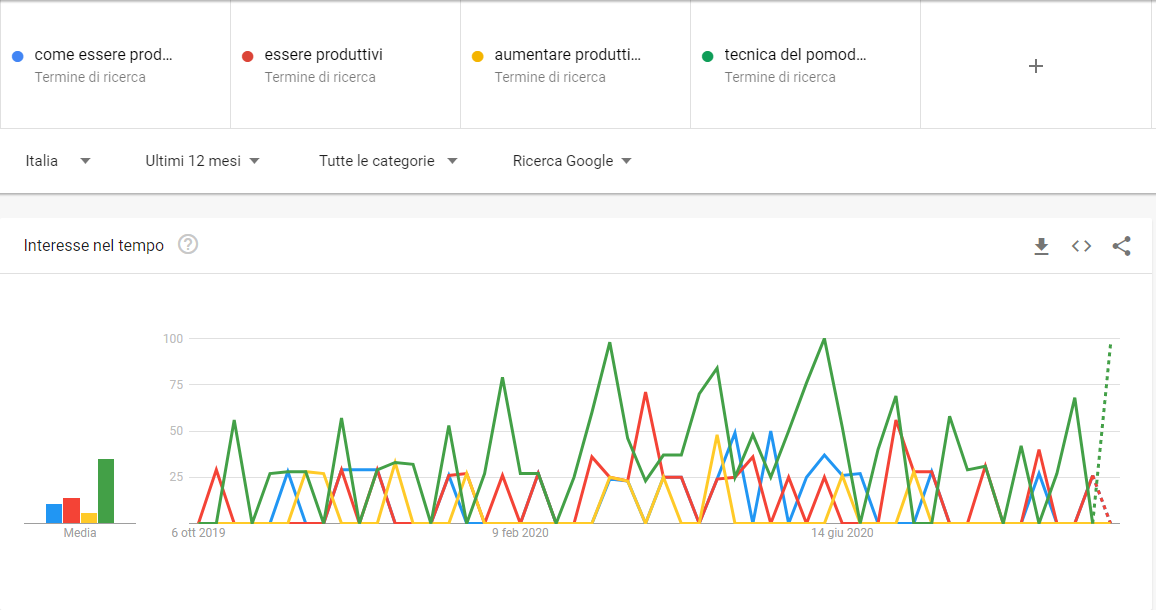 come essere prod...
Termine di ricerca
essere produttivi
Termine di ricerca
aumentare produtti...
Termine di ricerca
tecnica del pomod...
Termine di ricerca
+
Italia
Ultimi 12 mesi
Tutte le categorie
Ricerca Google
Interesse nel tempo
?
100
75
50
25
Media
6 ott 2019
9 feb 2020
14 giu 2020